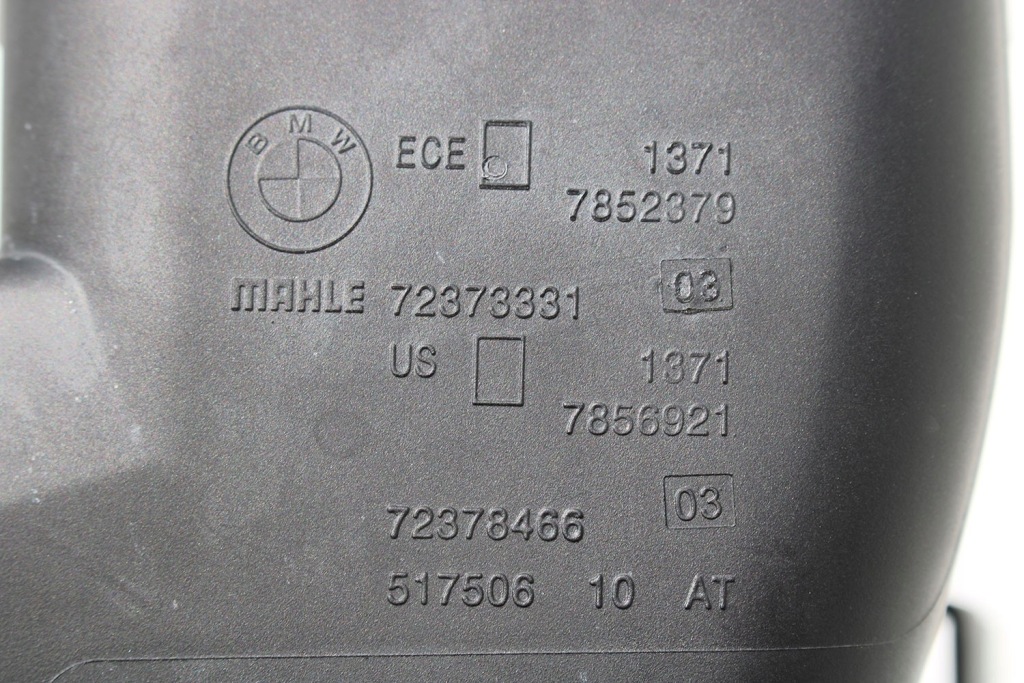 BMW
ECE 1371
7852379
MAHLE 72373331 03
US 1371
7856921
03
72378466
517506 10 AT